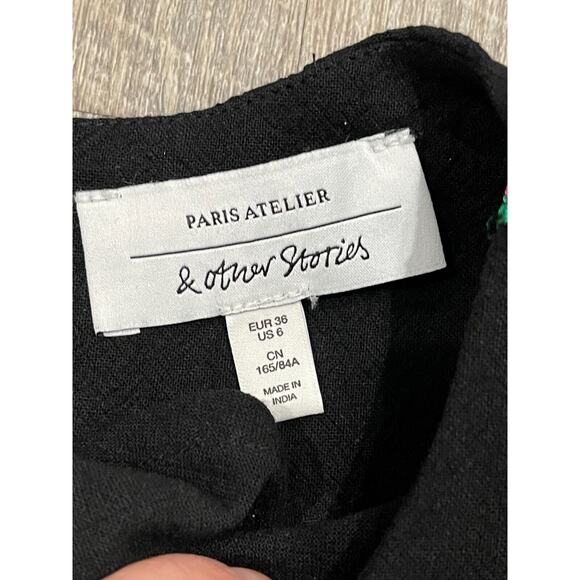 PARIS ATELIER
& other Stories
EUR 36
US 6
CN
165/84A
MADE IN
INDIA